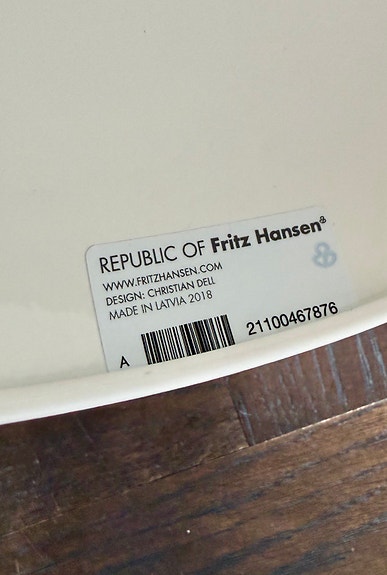 REPUBLIC OF Fritz Hansen®
WWW.FRITZHANSEN.COM
DESIGN: CHRISTIAN DELL
MADE IN LATVIA 2018
A 21100467876